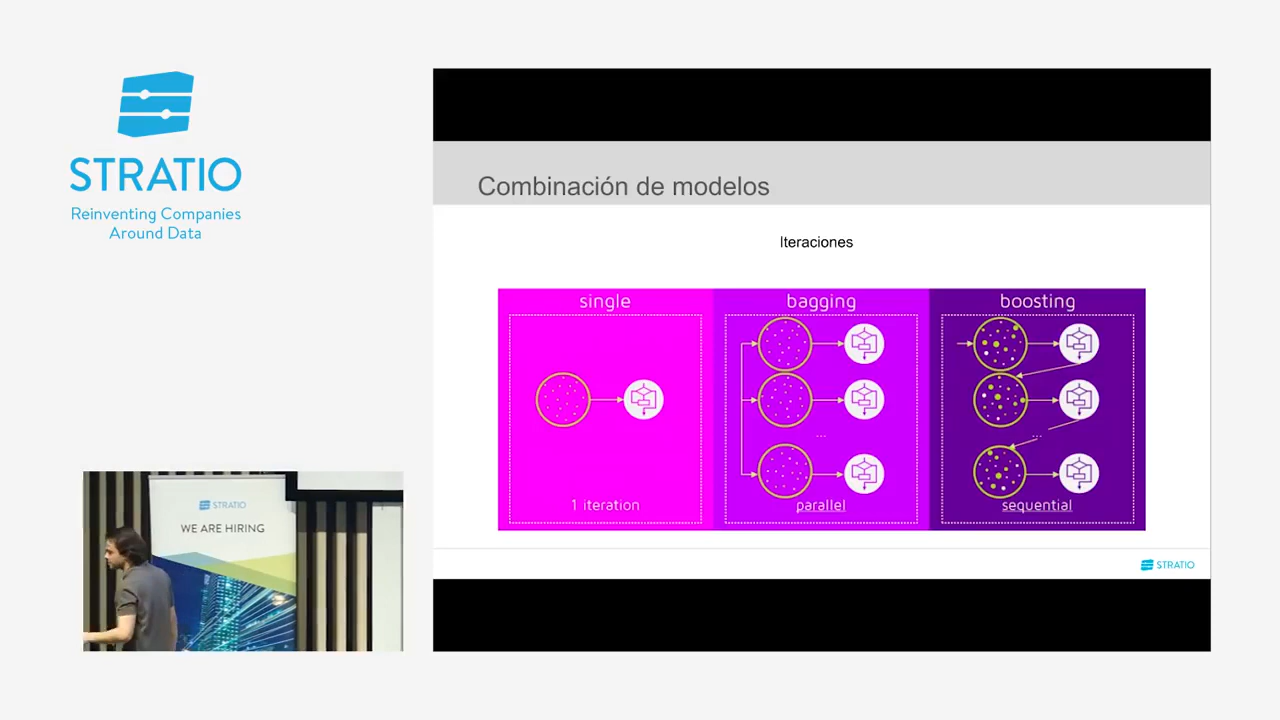 STRATIO
Reinventing Companies
Around Data
Combinación de modelos
Iteraciones
single
bagging
boosting
...
...
1 iteration
parallel
sequential
STRATIO
STRATIO
WE ARE HIRING